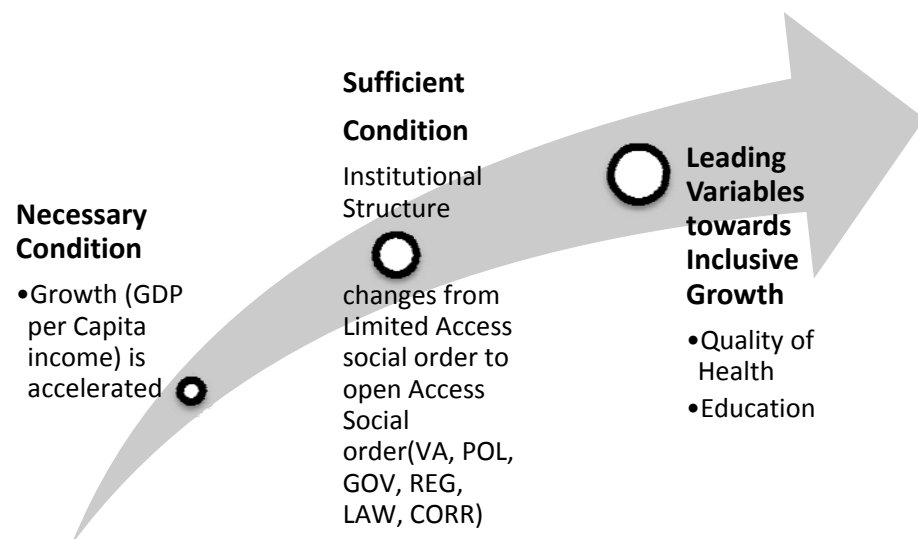 Necessary
Condition
•Growth (GDP
per Capita
income) is
accelerated
Sufficient
Condition
Institutional
Structure
changes from
Limited Access
social order to
open Access
Social
order(VA, POL,
GOV, REG,
LAW, CORR)
Leading
Variables
towards
Inclusive
Growth
•Quality of
Health
•Education